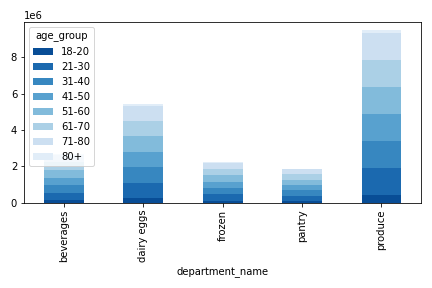 1e6
8
6
4
2
0
age_group
18-20
21-30
31-40
41-50
51-60
61-70
71-80
80+
beverages
dairy eggs
frozen
pantry
produce
department_name